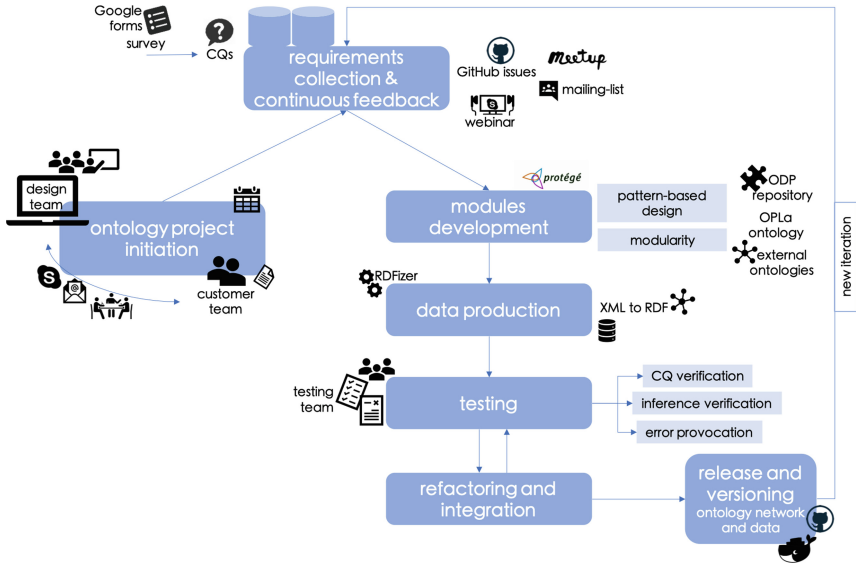 Google
forms
survey
CQs
requirements
collection &
continuous feedback
GitHub issues
meetup
mailing-list
webinar
design
team
ontology project
initiation
customer
team
protégé
modules
development
pattern-based
design
modularity
ODP
repository
OPLa
ontology
external
ontologies
new iteration
RDFizer
data production
XML to RDF
testing
team
testing
CQ verification
inference verification
error provocation
refactoring and
integration
release and
versioning
ontology network
and data